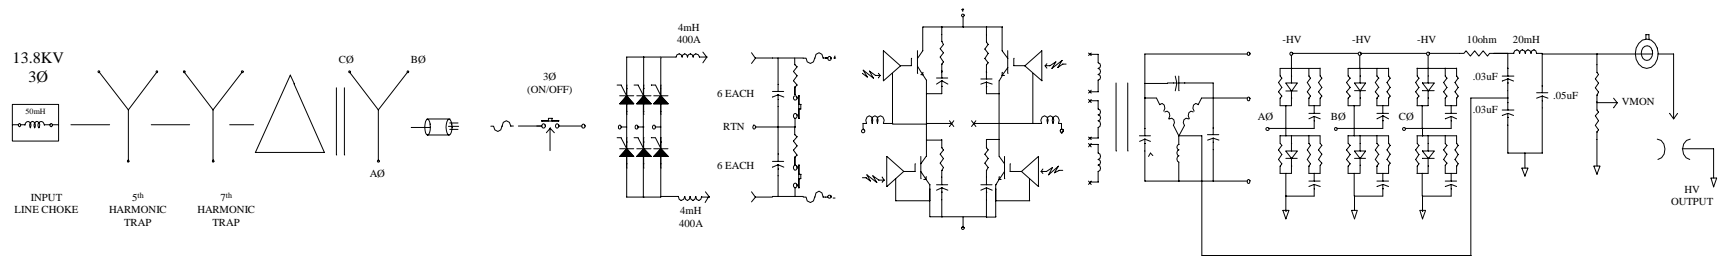 13.8KV
3Ø
50mH
INPUT
LINE CHOKE
5th
HARMONIC
TRAP
7th
HARMONIC
TRAP
CØ
BØ
AØ
3Ø
(ON/OFF)
4mH
400A
4mH
400A
6 EACH
RTN
6 EACH
+
-
+
-
-HV
-HV
-HV
AØ
BØ
CØ
10ohm
20mH
.03uF
.03uF
.05uF
VMON
HV
OUTPUT